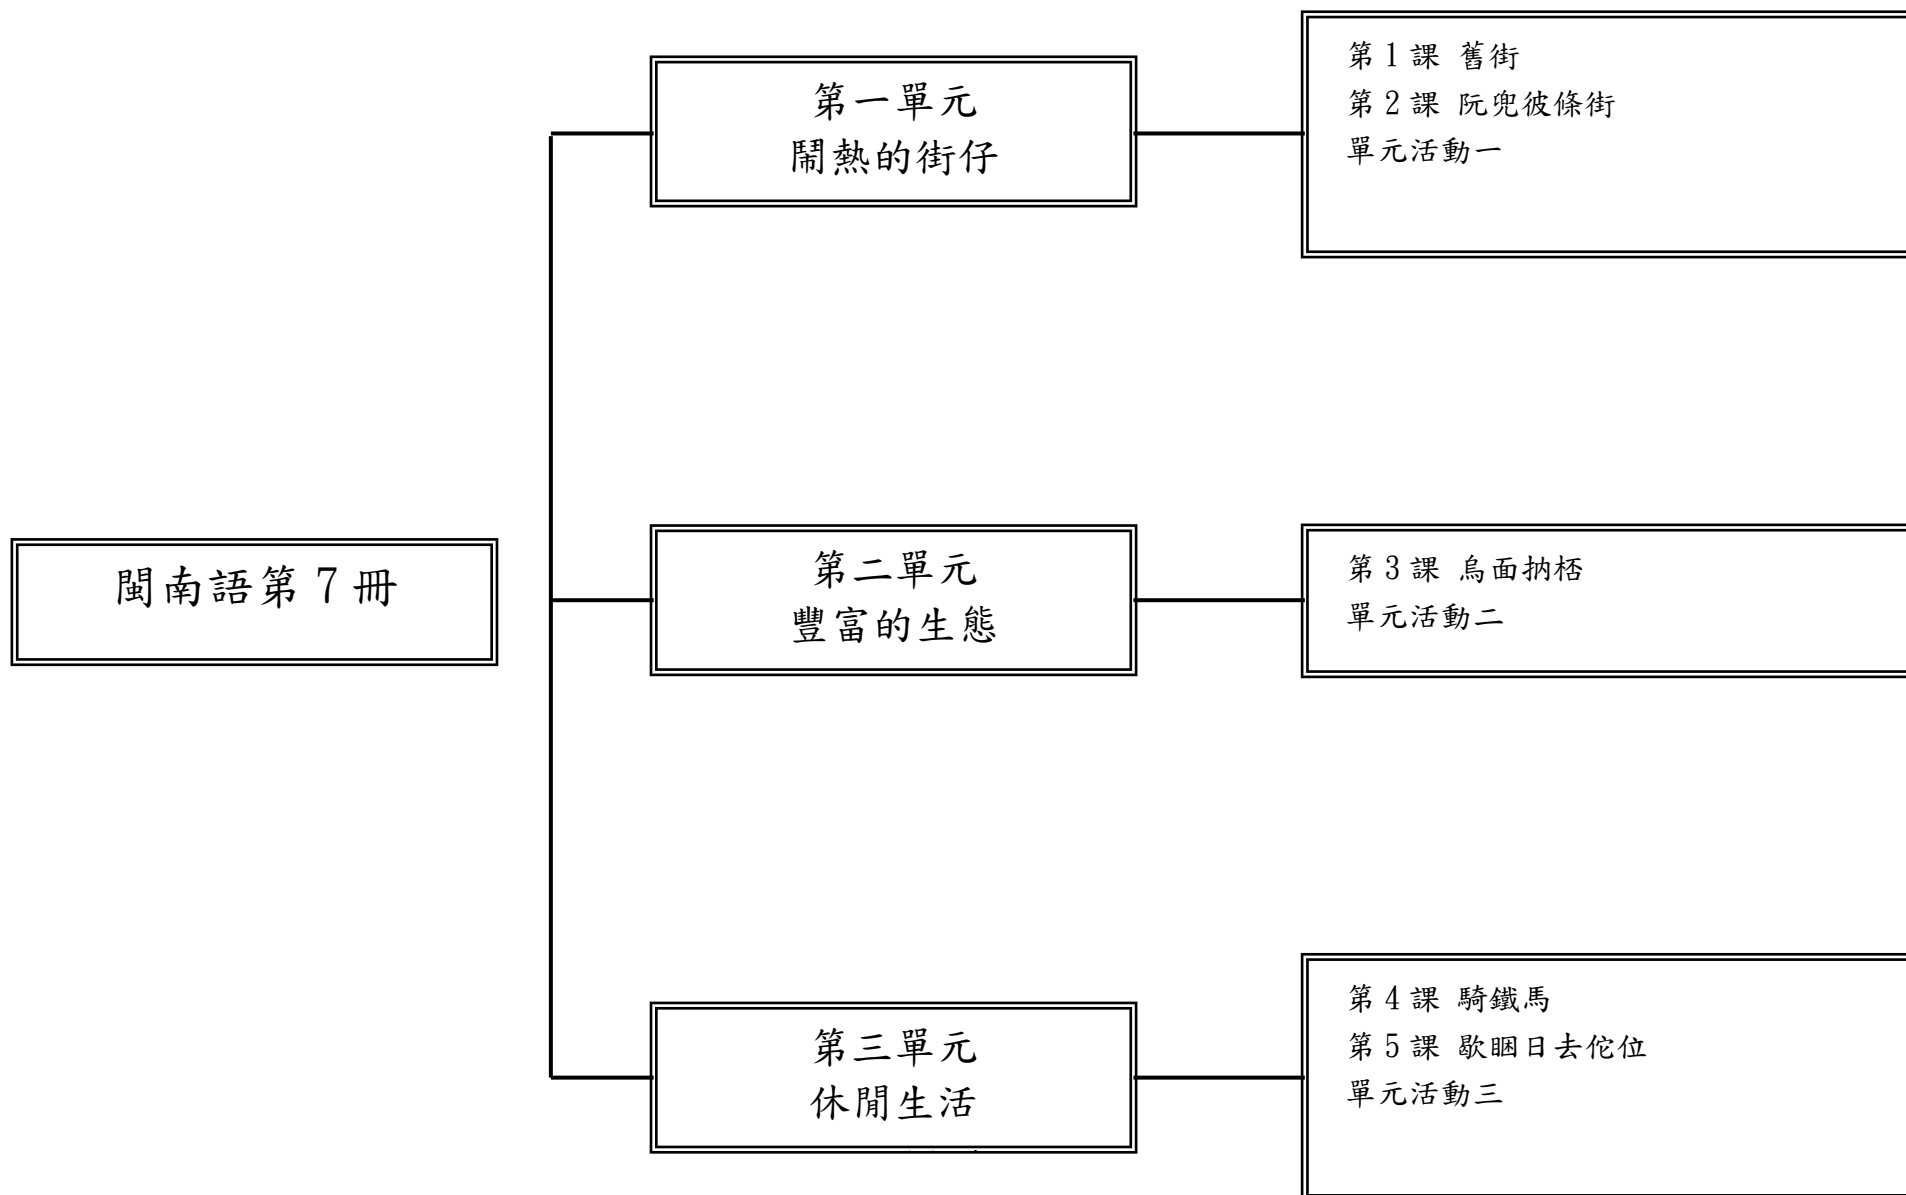 閩南語第 7 冊
第一單元
鬧熱的街仔
第 1 課 舊街
第 2 課 阮兜彼條街
單元活動一
第二單元
豐富的生態
第 3 課 烏面抐桮
單元活動二
第三單元
休閒生活
第 4 課 騎鐵馬
第 5 課 歇睏日去佗位
單元活動三